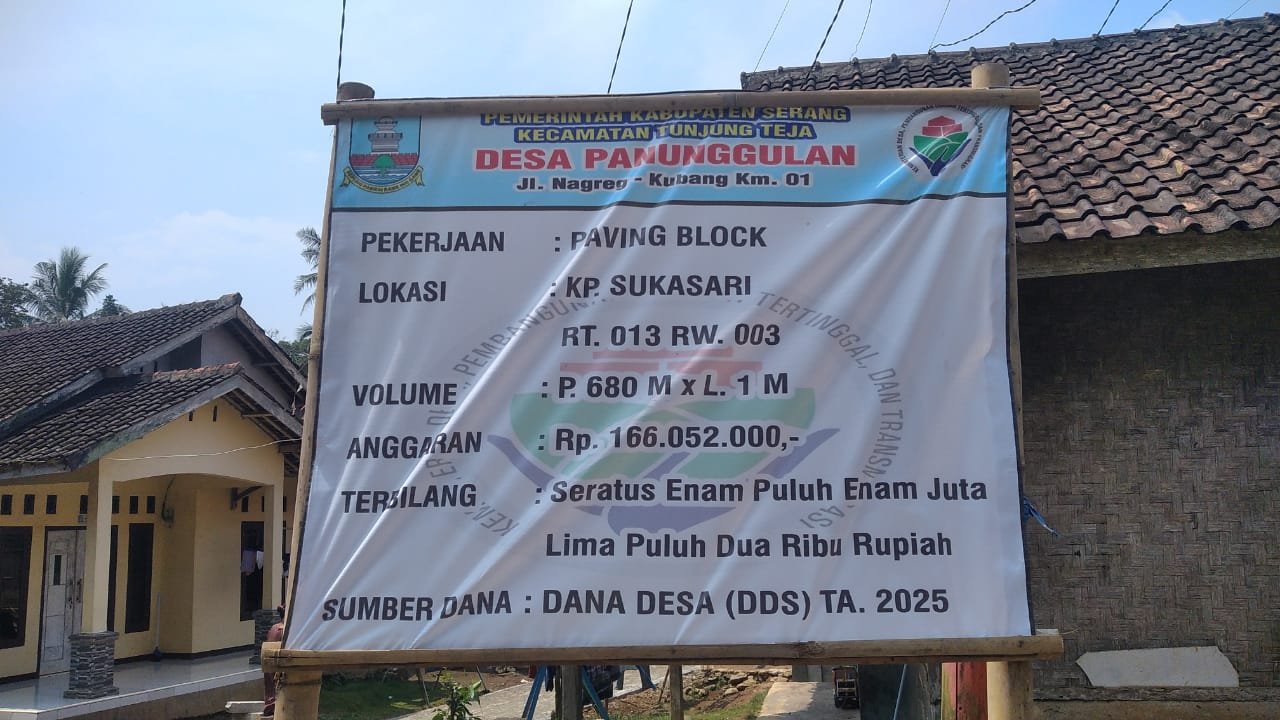 PEMERINTAH KABUPATEN SERANG
KECAMATAN TUNJUNG TEJA
DESA PANUNGGULAN
Jl. Nagreg - Kubang Km. 01
PEKERJAAN : PAVING BLOCK
LOKASI : KP. SUKASARI
RT. 013 RW. 003
VOLUME : P. 680 M x L. 1 M
ANGGARAN : Rp. 166.052.000,-
TERBILANG : Seratus Enam Puluh Enam Juta
Lima Puluh Dua Ribu Rupiah
SUMBER DANA : DANA DESA (DDS) TA. 2025
TERTINGGAL, DAN